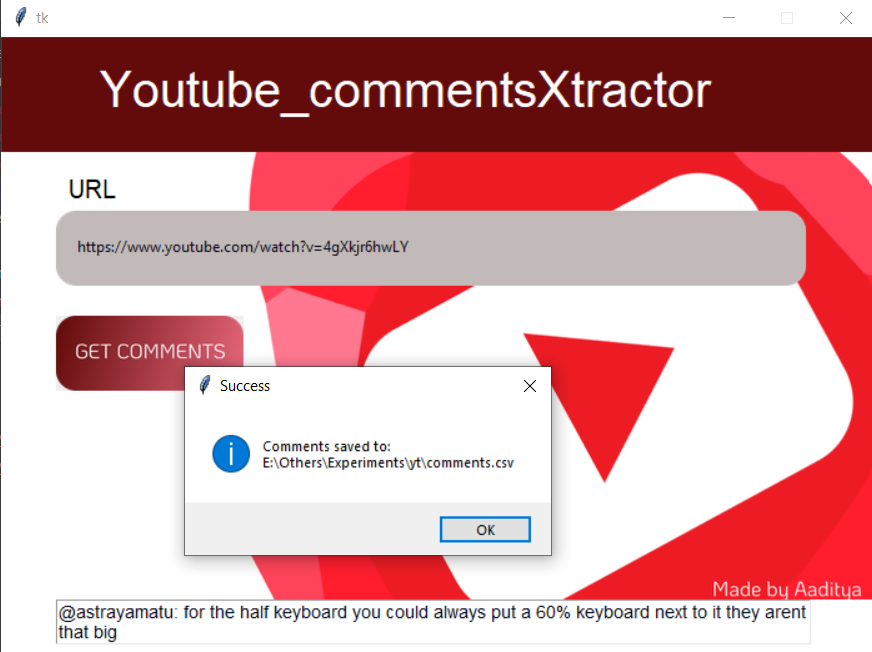 tk
Youtube_commentsXtractor
URL
https://www.youtube.com/watch?v=4gXkjr6hwLY
GET COMMENTS
Success
Comments saved to:
E:\Others\Experiments\yt\comments.csv
OK
Made by Aaditya
@astrayamatu: for the half keyboard you could always put a 60% keyboard next to it they arent
that big